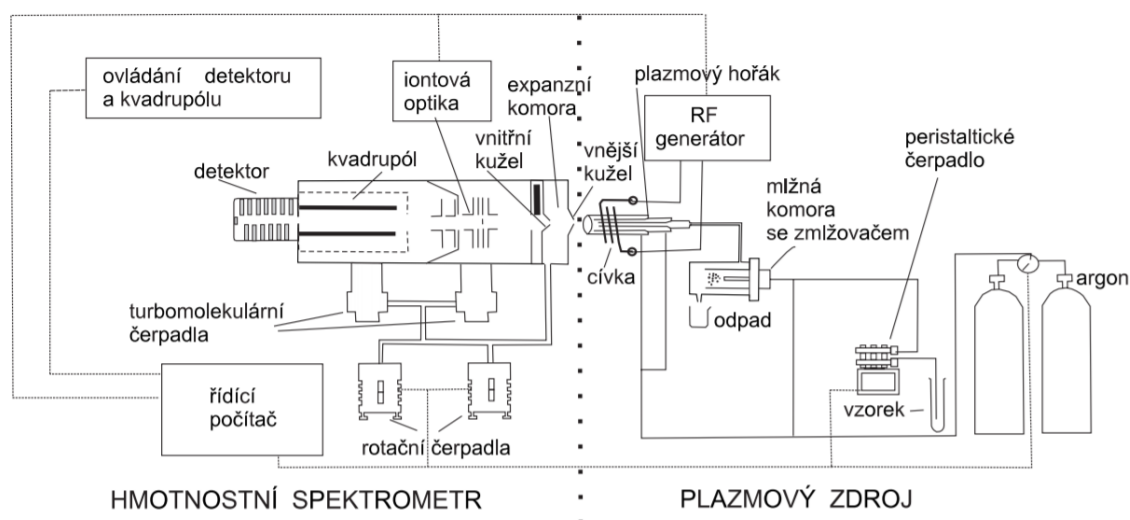 ovládání detektoru
a kvadrupólu
iontová
optika
expanzní
komora
plazmový hořák
RF
generátor
peristaltické
čerpadlo
detektor
kvadrupól
vnitřní
kužel
vnější
kužel
mlžná
komora
se zmlžovačem
cívka
argon
odpad
turbomolekulární
čerpadla
řídící
počítač
vzorek
rotační čerpadla
HMOTNOSTNÍ SPEKTROMETR
PLAZMOVÝ ZDROJ